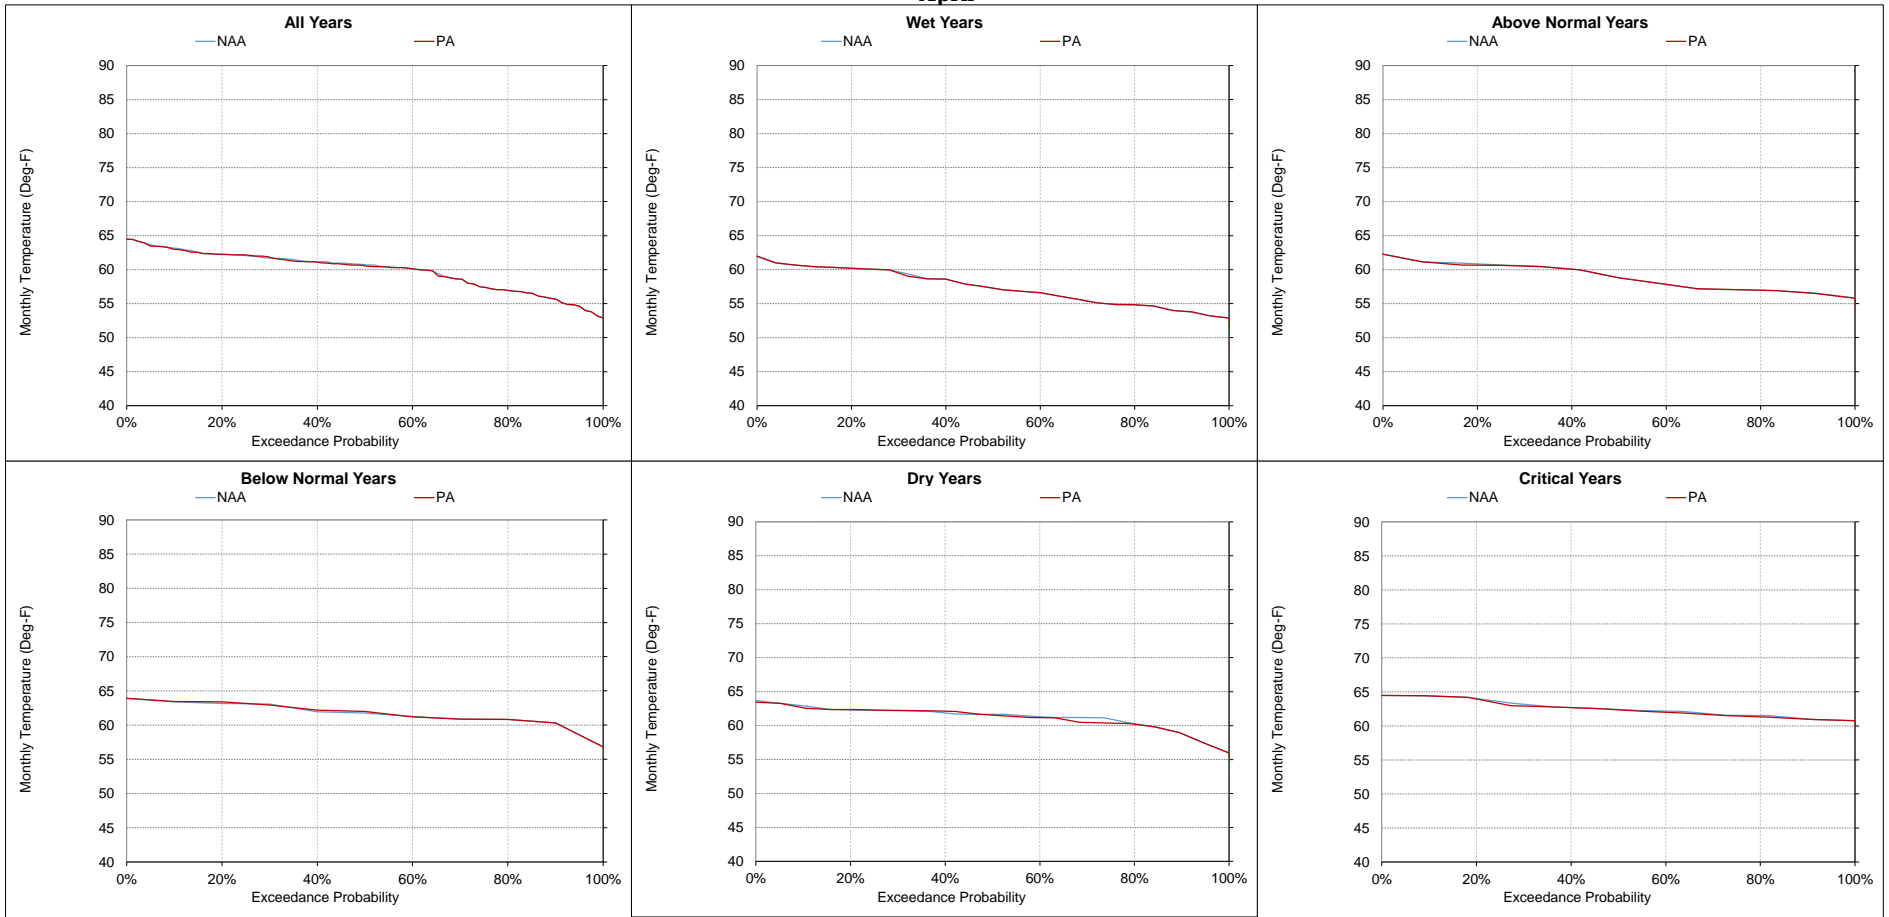 All Years
NAA PA
90
85
80
75
70
65
60
55
50
45
40
Monthly Temperature (Deg-F)
0% 20% 40% 60% 80% 100%
Exceedance Probability
Wet Years
NAA PA
90
85
80
75
70
65
60
55
50
45
40
Monthly Temperature (Deg-F)
0% 20% 40% 60% 80% 100%
Exceedance Probability
Above Normal Years
NAA PA
90
85
80
75
70
65
60
55
50
45
40
Monthly Temperature (Deg-F)
0% 20% 40% 60% 80% 100%
Exceedance Probability
Below Normal Years
NAA PA
90
85
80
75
70
65
60
55
50
45
40
Monthly Temperature (Deg-F)
0% 20% 40% 60% 80% 100%
Exceedance Probability
Dry Years
NAA PA
90
85
80
75
70
65
60
55
50
45
40
Monthly Temperature (Deg-F)
0% 20% 40% 60% 80% 100%
Exceedance Probability
Critical Years
NAA PA
90
85
80
75
70
65
60
55
50
45
40
Monthly Temperature (Deg-F)
0% 20% 40% 60% 80% 100%
Exceedance Probability